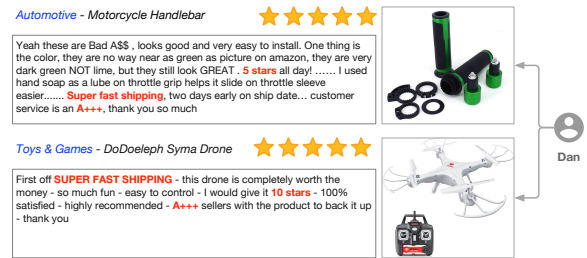 Automotive - Motorcycle Handlebar
Yeah these are Bad A$$ , looks good and very easy to install. One thing is
the color, they are no way near as green as picture on amazon, they are very
dark green NOT lime, but they still look GREAT . 5 stars all day! …… I used
hand soap as a lube on throttle grip helps it slide on throttle sleeve
easier....... Super fast shipping, two days early on ship date… customer
service is an A+++, thank you so much
Dan
Toys & Games - DoDoeleph Syma Drone
First off SUPER FAST SHIPPING - this drone is completely worth the
money - so much fun - easy to control - I would give it 10 stars - 100%
satisfied - highly recommended - A+++ sellers with the product to back it up
- thank you